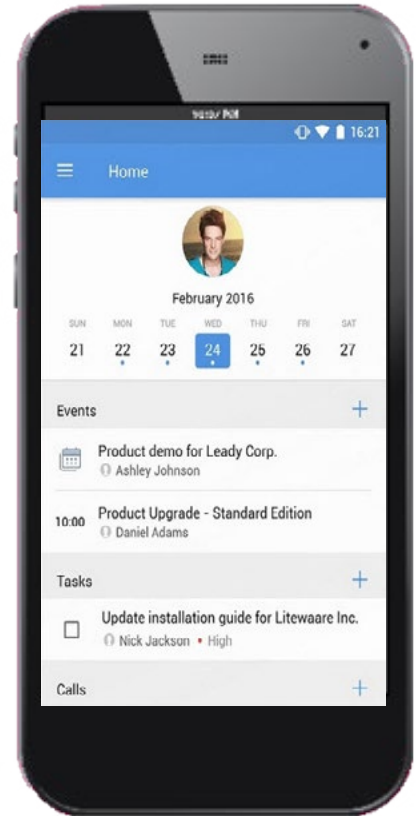 16:21
Home
February 2016
SUN MON TUE WED THU FRI SAT
21 22 23 24 25 26 27
Events +
Product demo for Leady Corp.
Ashley Johnson
10:00 Product Upgrade - Standard Edition
Daniel Adams
Tasks +
Update installation guide for Litewaare Inc.
Nick Jackson • High
Calls +